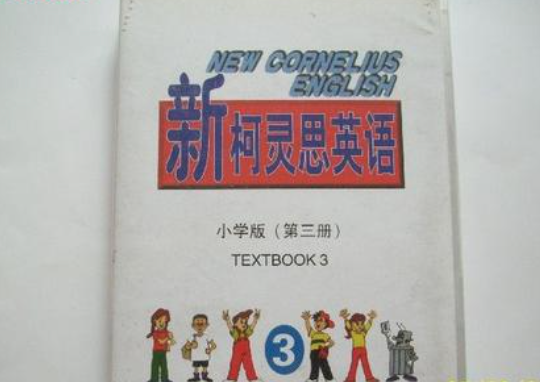 NEW CORNELIUS
ENGLISH
新柯灵思英语
小学版（第三册）
TEXTBOOK 3
3